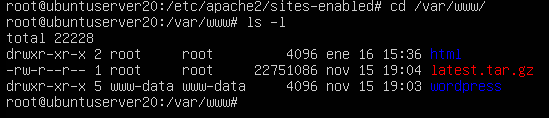 root@ubuntuserver20:/etc/apache2/sites-enabled# cd /var/www/
root@ubuntuserver20:/var/www# ls -l
total 22228
drwxr-xr-x 2 root     root         4096 ene 16 15:36 html
-rw-r--r-- 1 root     root     22751086 nov 15 19:04 latest.tar.gz
drwxr-xr-x 5 www-data www-data     4096 nov 15 19:03 wordpress
root@ubuntuserver20:/var/www#